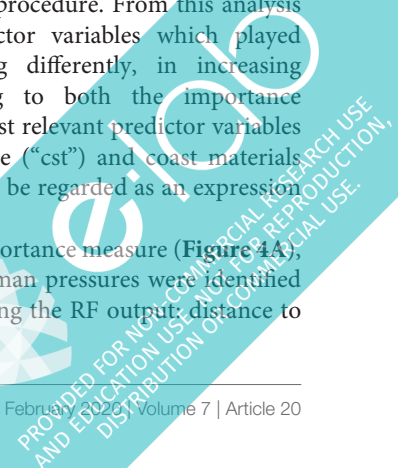 procedure. From this analysis
ctor variables which played
g differently, in increasing
g to both the importance
st relevant predictor variables
e (“cst”) and coast materials
be regarded as an expression
ortance measure (Figure 4A),
man pressures were identified
ng the RF output: distance to
February 2020 | Volume 7 | Article 20
PROVIDED FOR NON-COMMERCIAL RESEARCH USE
AND EDUCATION USE. NOT FOR REPRODUCTION,
DISTRIBUTION OR COMMERCIAL USE.